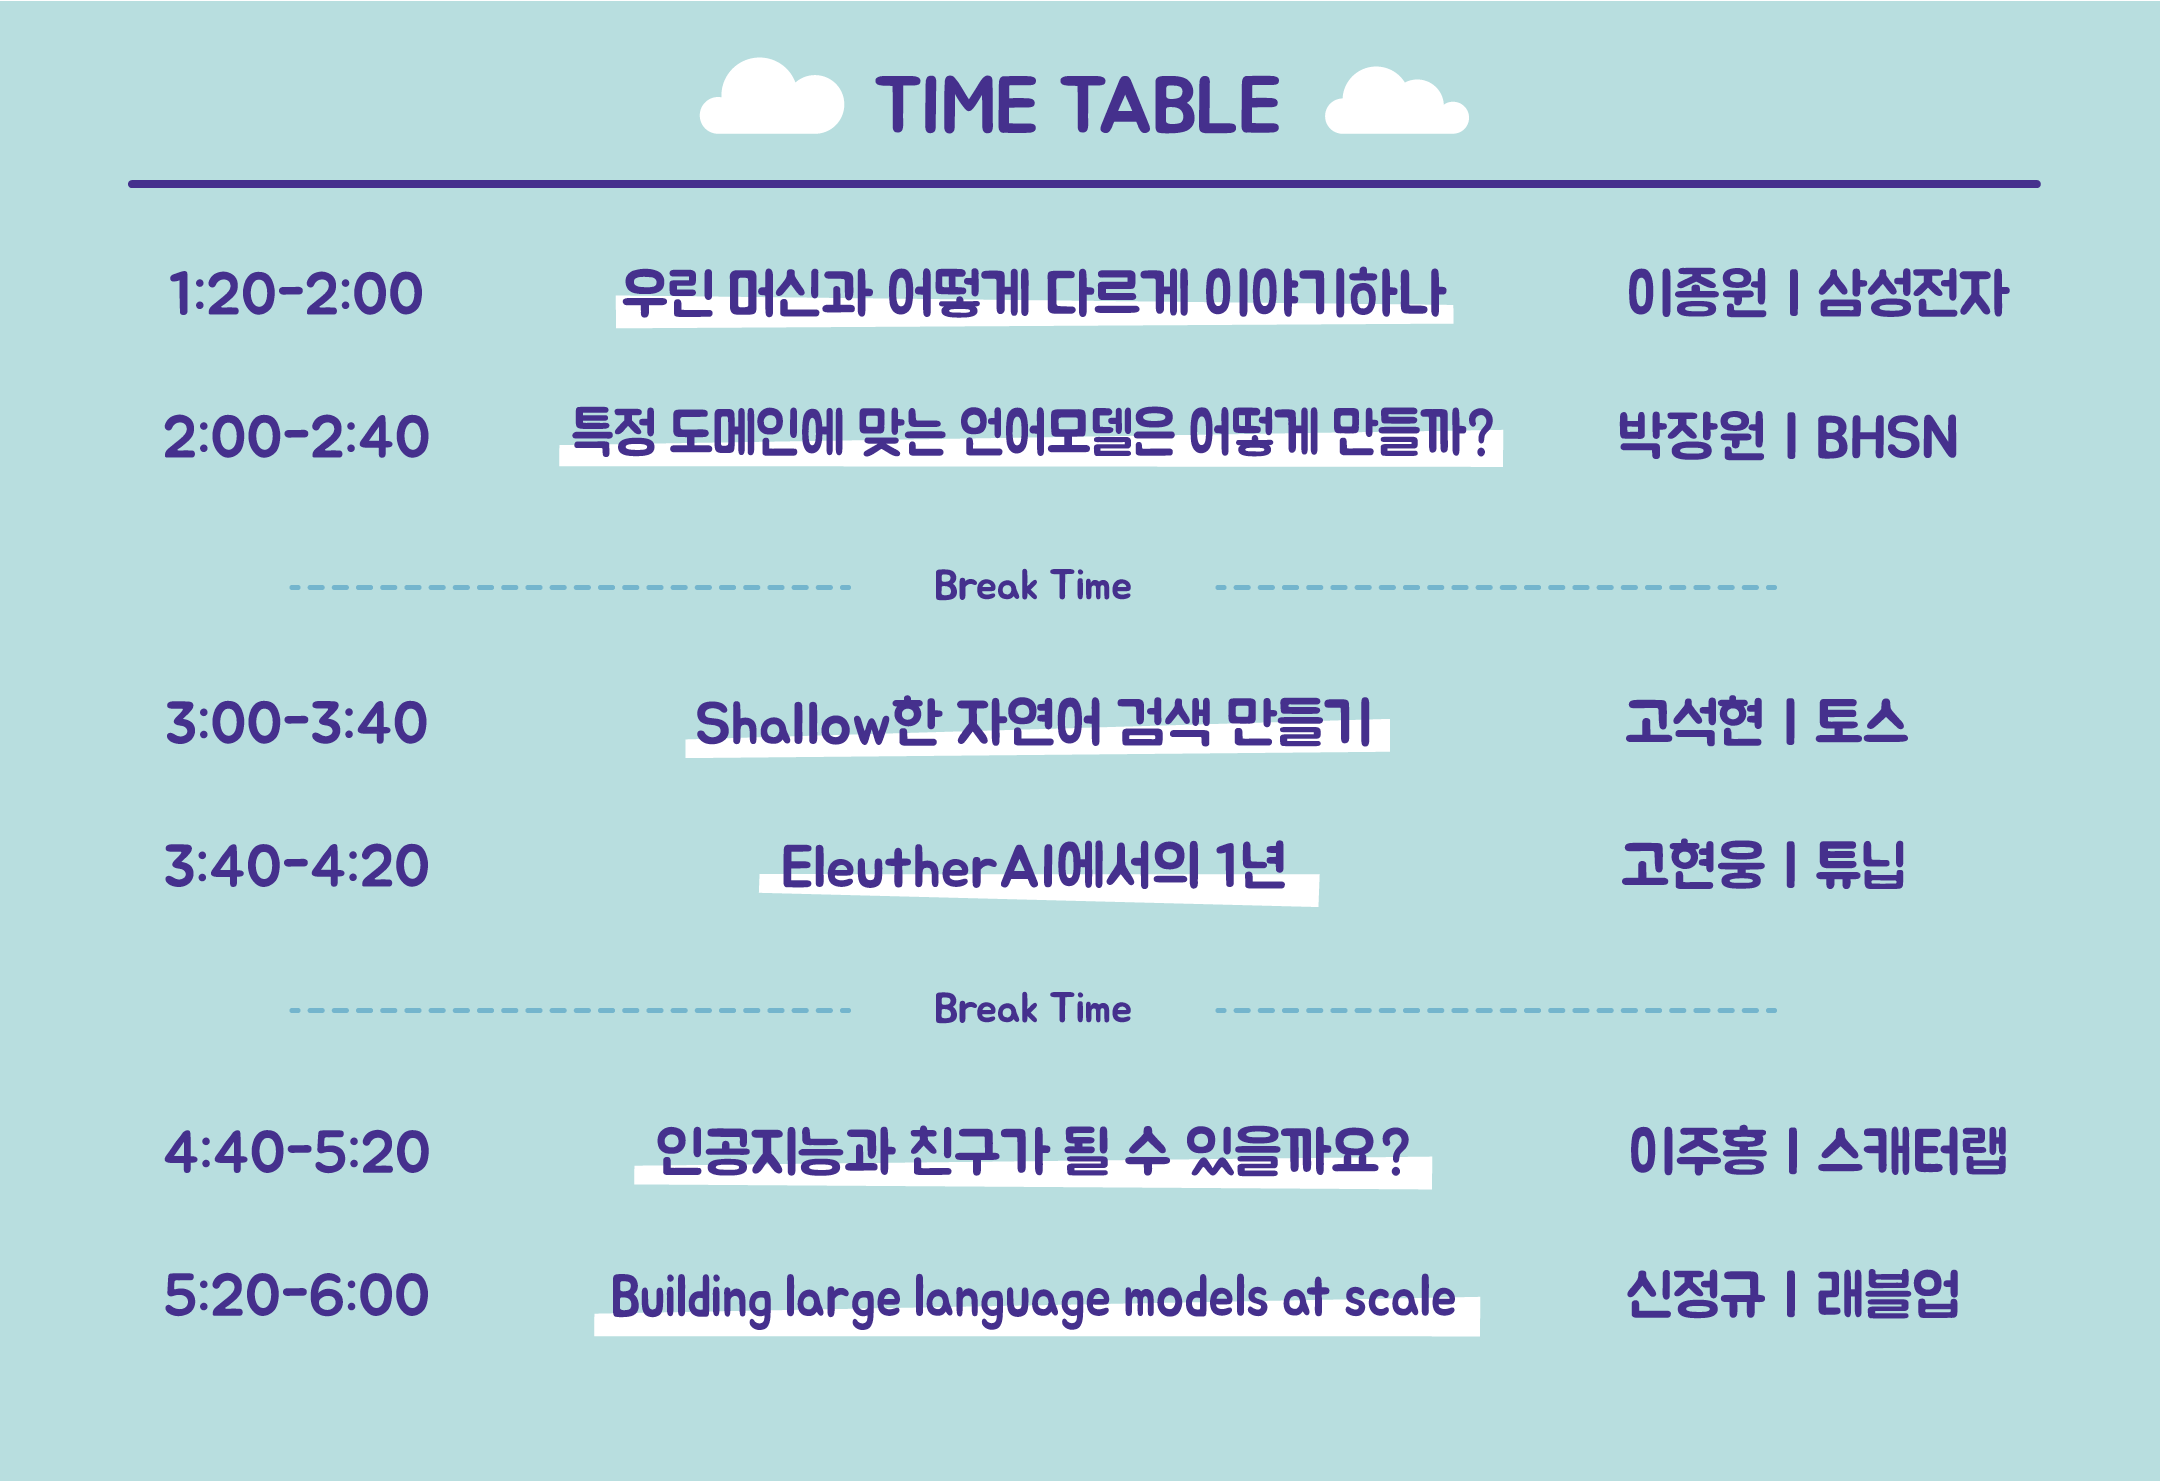 TIME TABLE
1:20-2:00 우린 머신과 어떻게 다르게 이야기하나 이종원 | 삼성전자
2:00-2:40 특정 도메인에 맞는 언어모델은 어떻게 만들까? 박장원 | BHSN
Break Time
3:00-3:40 Shallow한 자연어 검색 만들기 고석현 | 토스
3:40-4:20 EleutherAI에서의 1년 고현웅 | 튜닙
Break Time
4:40-5:20 인공지능과 친구가 될 수 있을까요? 이주홍 | 스캐터랩
5:20-6:00 Building large language models at scale 신정규 | 래블업